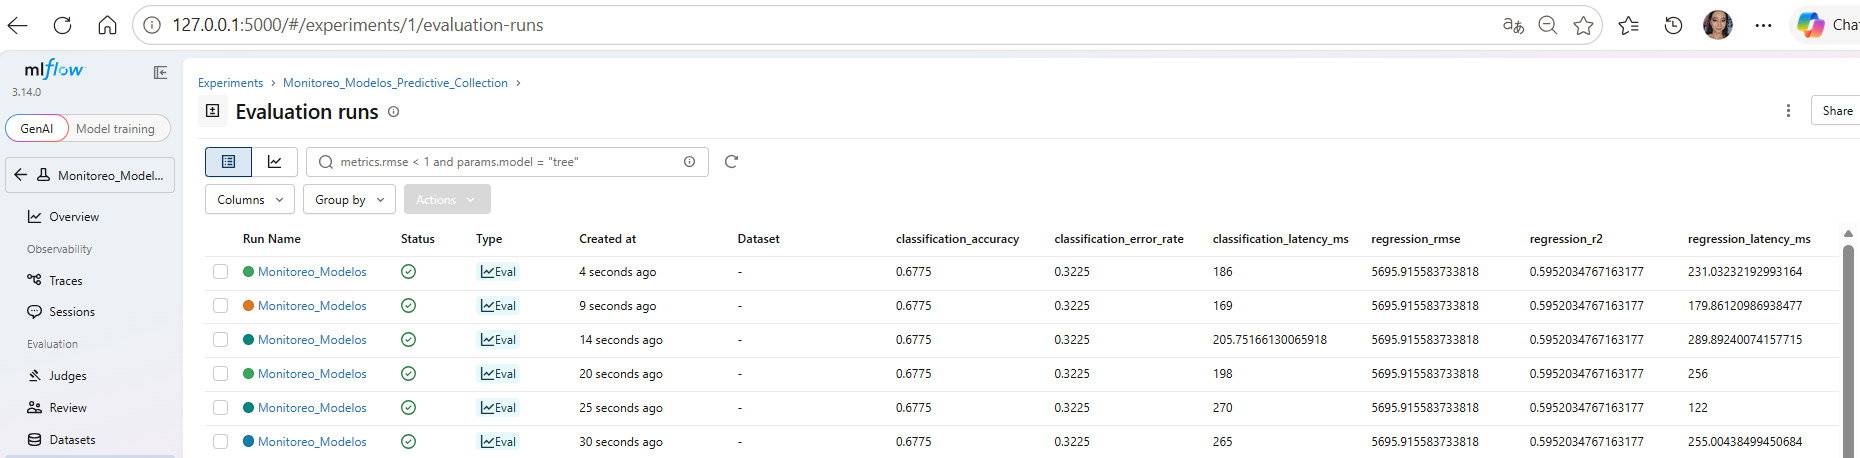 127.0.0.1:5000/#/experiments/1/evaluation-runs
Chat
mlflow
3.14.0
GenAI Model training
Monitoreo_Model...
Overview
Observability
Traces
Sessions
Evaluation
Judges
Review
Datasets
Experiments > Monitoreo_Modelos_Predictive_Collection >
Evaluation runs
Share
metrics.rmse < 1 and params.model = "tree"
Columns Group by Actions
Run Name Status Type Created at Dataset classification_accuracy classification_error_rate classification_latency_ms regression_rmse regression_r2 regression_latency_ms
Monitoreo_Modelos Eval 4 seconds ago - 0.6775 0.3225 186 5695.915583733818 0.5952034767163177 231.03232192993164
Monitoreo_Modelos Eval 9 seconds ago - 0.6775 0.3225 169 5695.915583733818 0.5952034767163177 179.86120986938477
Monitoreo_Modelos Eval 14 seconds ago - 0.6775 0.3225 205.75166130065918 5695.915583733818 0.5952034767163177 289.89240074157715
Monitoreo_Modelos Eval 20 seconds ago - 0.6775 0.3225 198 5695.915583733818 0.5952034767163177 256
Monitoreo_Modelos Eval 25 seconds ago - 0.6775 0.3225 270 5695.915583733818 0.5952034767163177 122
Monitoreo_Modelos Eval 30 seconds ago - 0.6775 0.3225 265 5695.915583733818 0.5952034767163177 255.00438499450684